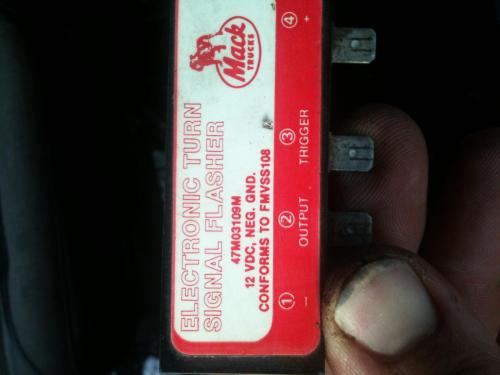 Mack
TRUCKS
ELECTRONIC TURN
SIGNAL FLASHER
47M03109M
12 VDC, NEG. GND.
CONFORMS TO FMVSS108
1 2 3 4
- OUTPUT TRIGGER +